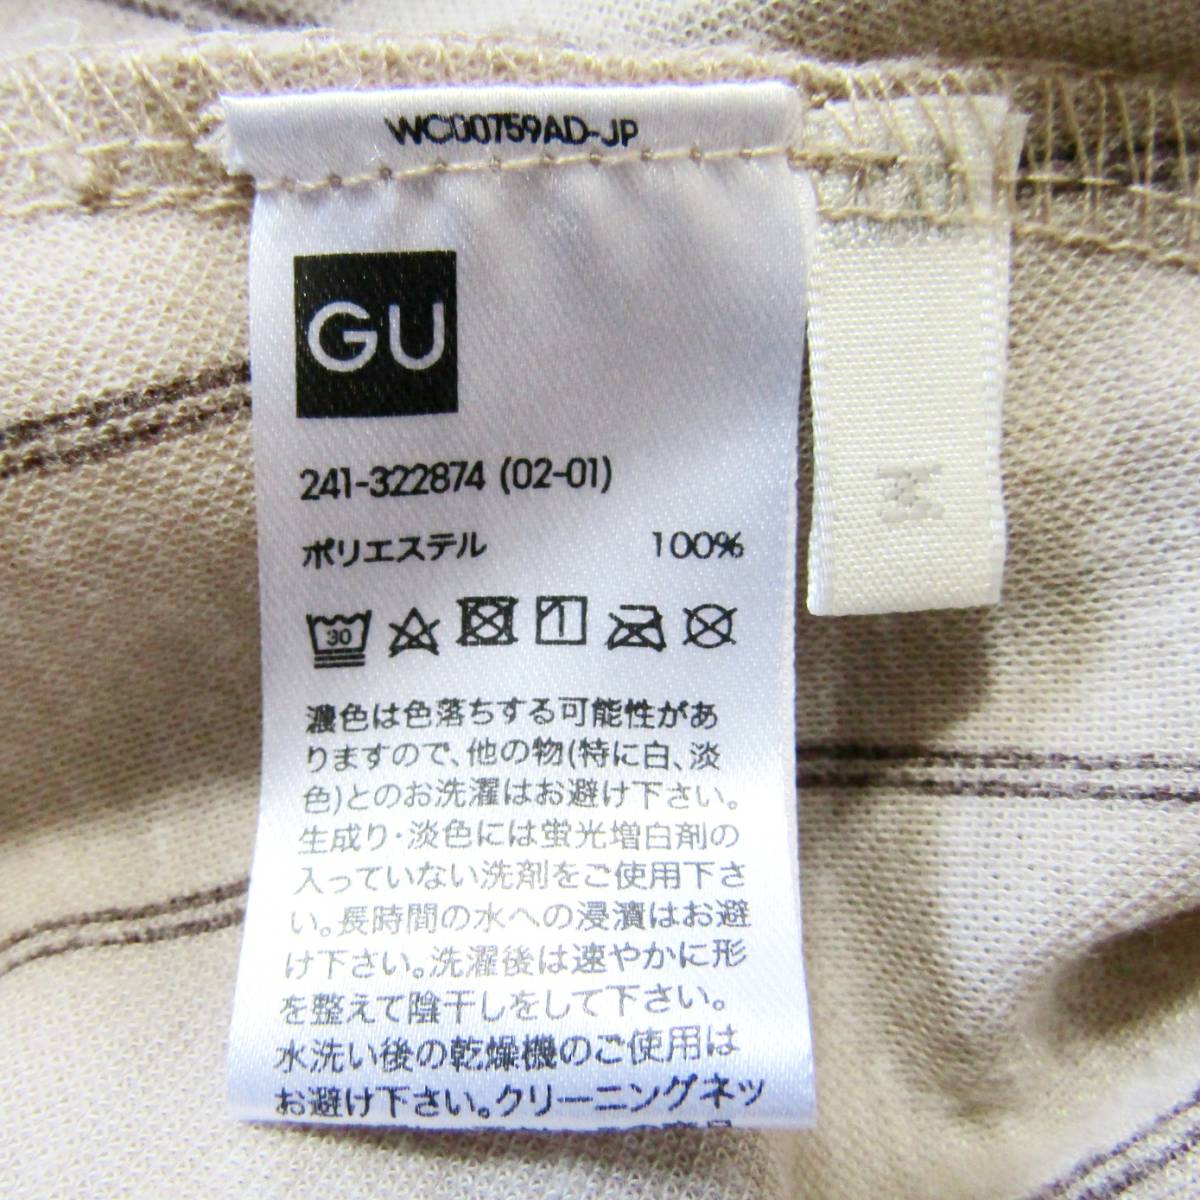 WC00759AD-JP
GU
241-322874 (02-01)
ポリエステル 100%
30
濃色は色落ちする可能性があ
りますので、他の物(特に白、淡
色)とのお洗濯はお避け下さい。
生成り・淡色には蛍光増白剤の
入っていない洗剤をご使用下さ
い。長時間の水への浸漬はお避
け下さい。洗濯後は速やかに形
を整えて陰干しをして下さい。
水洗い後の乾燥機のご使用は
お避け下さい。クリーニングネッ
M